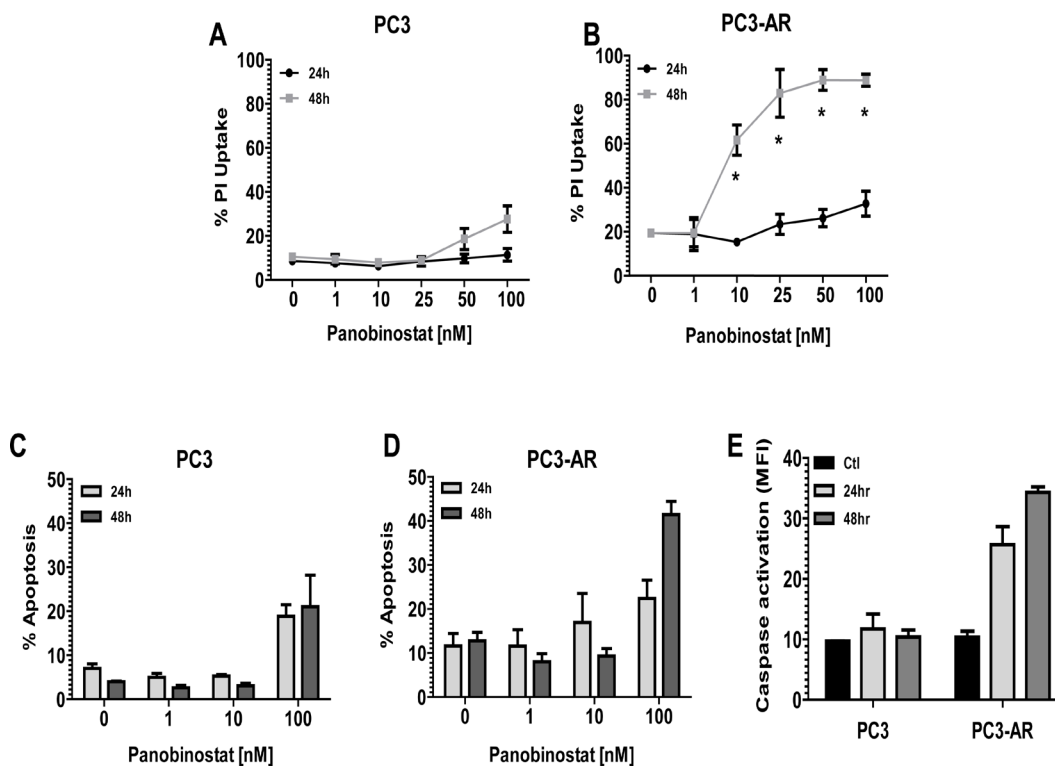 A
PC3
24h
48h
% PI Uptake
100
80
60
40
20
0
0 1 10 25 50 100
Panobinostat [nM]
B
PC3-AR
24h
48h
% PI Uptake
100
80
60
40
20
0
* * * *
0 1 10 25 50 100
Panobinostat [nM]
C
PC3
24h
48h
% Apoptosis
50
40
30
20
10
0
0 1 10 100
Panobinostat [nM]
D
PC3-AR
24h
48h
% Apoptosis
50
40
30
20
10
0
0 1 10 100
Panobinostat [nM]
E
Ctl
24hr
48hr
Caspase activation (MFI)
40
30
20
10
0
PC3 PC3-AR